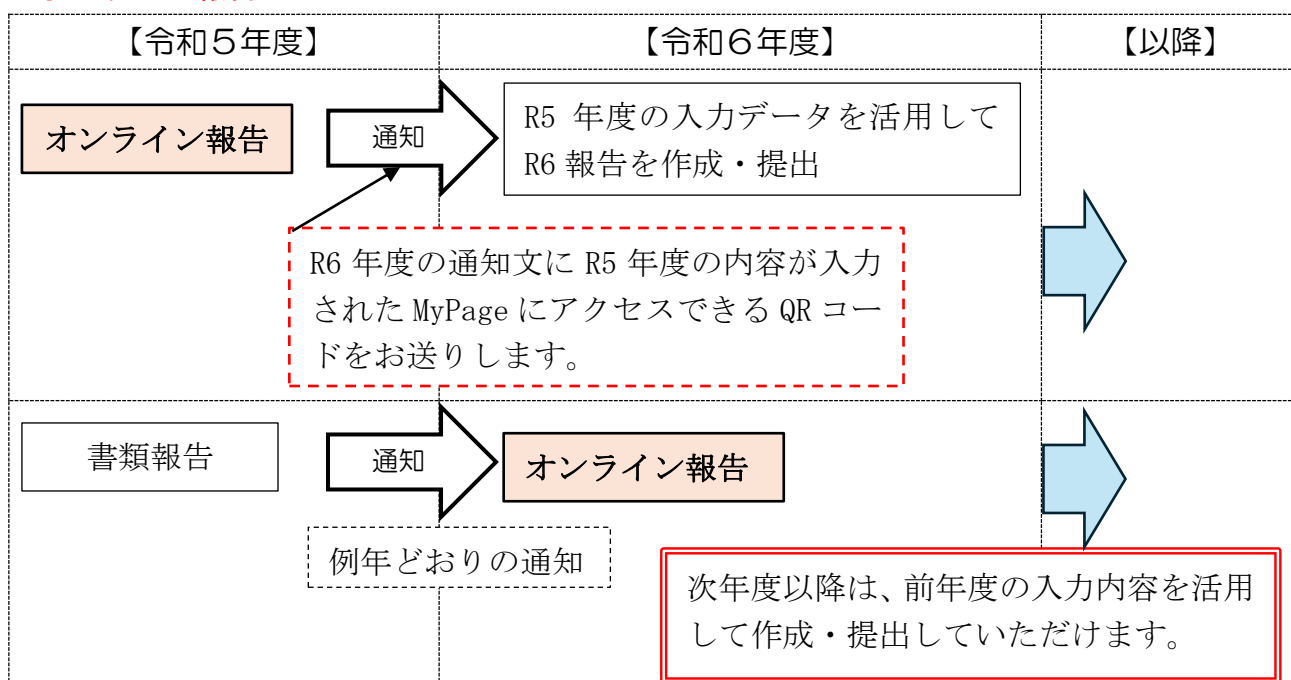 【令和５年度】
【令和６年度】
【以降】
オンライン報告
通知
R5 年度の入力データを活用して
R6 報告を作成・提出
R6 年度の通知文に R5 年度の内容が入力
された MyPage にアクセスできる QR コー
ドをお送りします。
書類報告
通知
オンライン報告
例年どおりの通知
次年度以降は、前年度の入力内容を活用
して作成・提出していただけます。